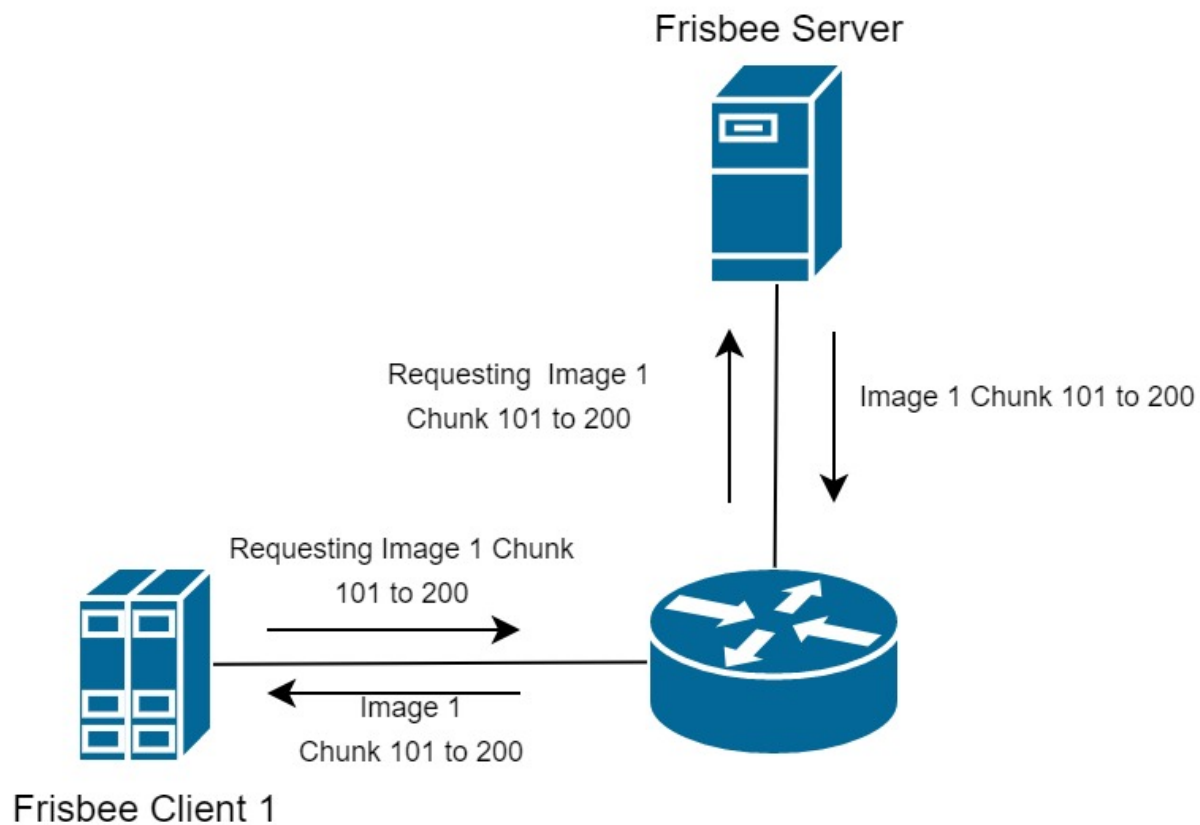 Frisbee Server
Requesting Image 1
Chunk 101 to 200
Image 1 Chunk 101 to 200
Requesting Image 1 Chunk
101 to 200
Image 1
Chunk 101 to 200
Frisbee Client 1